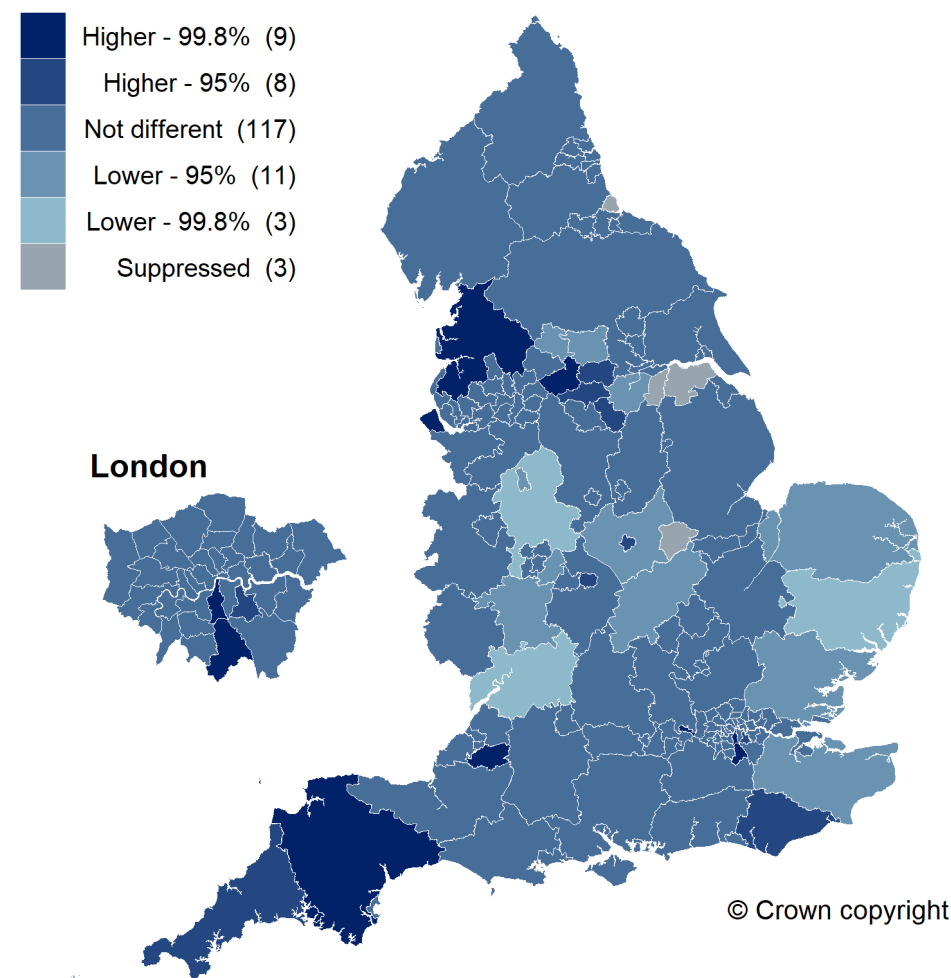 Higher - 99.8% (9)
Higher - 95% (8)
Not different (117)
Lower - 95% (11)
Lower - 99.8% (3)
Suppressed (3)
London
© Crown copyright